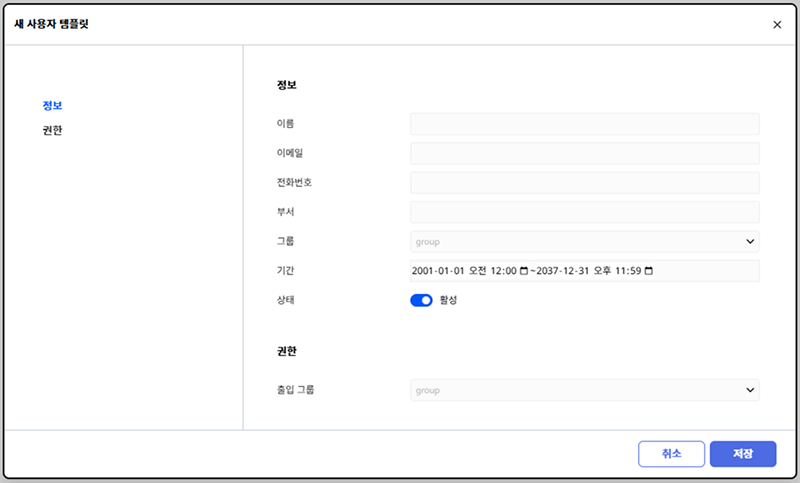 새 사용자 템플릿
정보
권한
정보
이름
이메일
전화번호
부서
그룹 group
기간 2001-01-01 오전 12:00 ~2037-12-31 오후 11:59
상태 활성
권한
출입 그룹 group
취소 저장